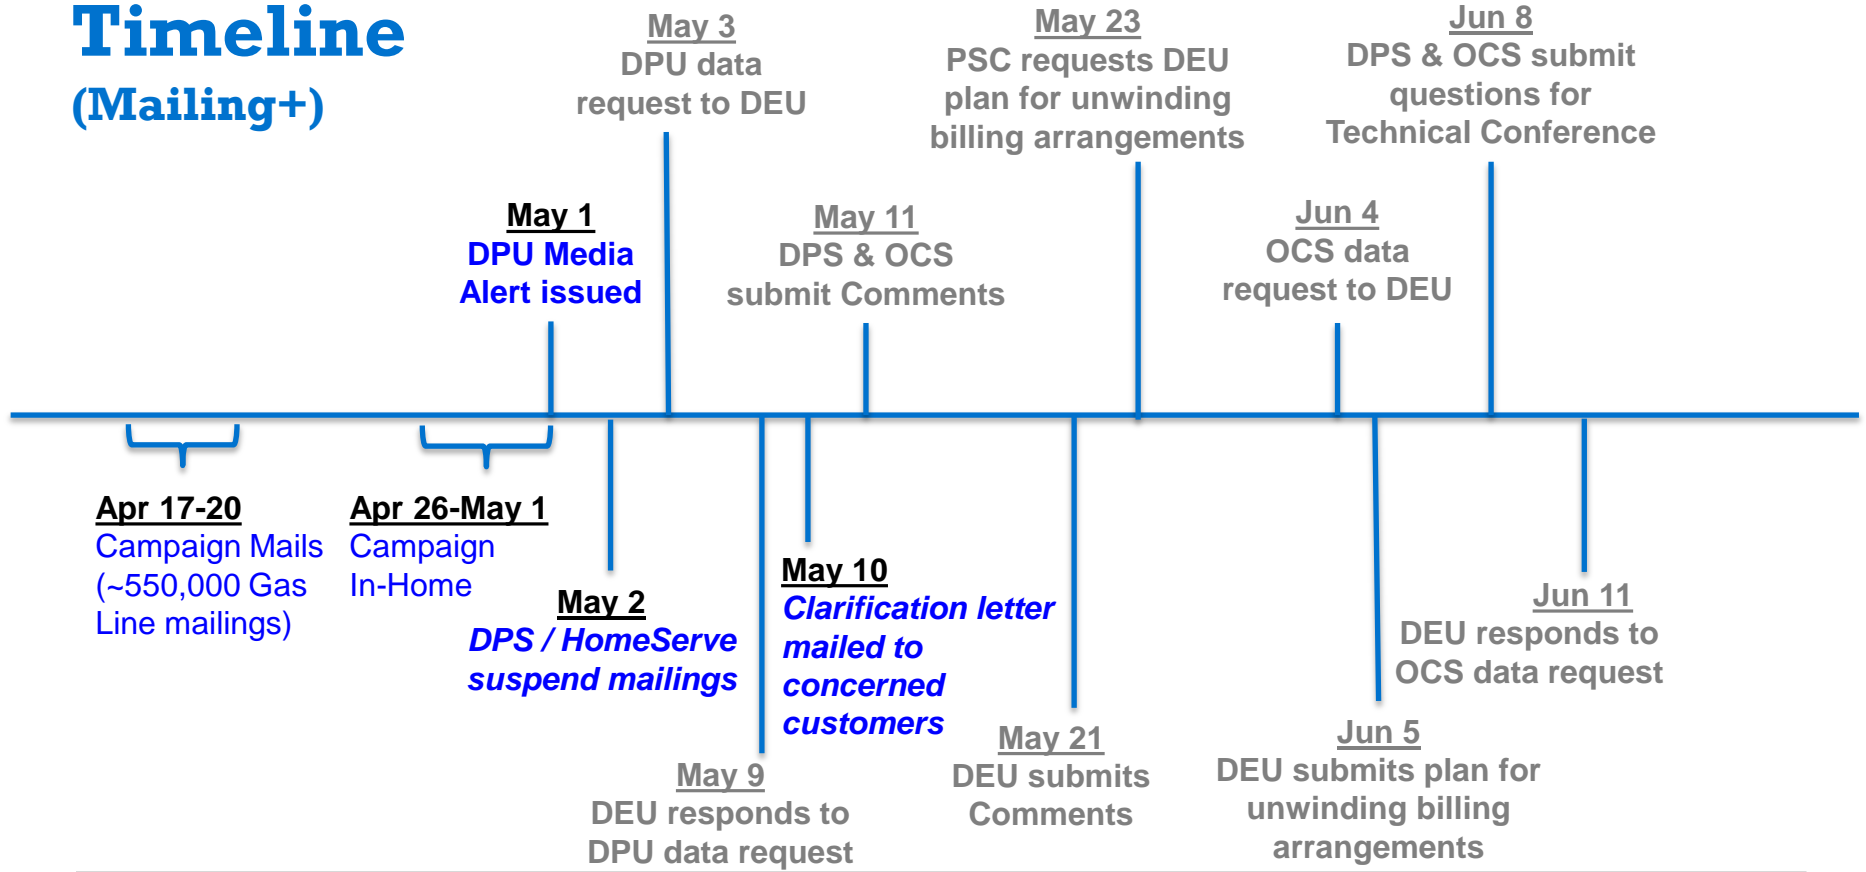 Timeline
(Mailing+)
May 3
DPU data
request to DEU
May 23
PSC requests DEU
plan for unwinding
billing arrangements
Jun 8
DPS & OCS submit
questions for
Technical Conference
May 1
DPU Media
Alert issued
May 11
DPS & OCS
submit Comments
Jun 4
OCS data
request to DEU
Apr 17-20
Campaign Mails
(~550,000 Gas
Line mailings)
Apr 26-May 1
Campaign
In-Home
May 2
DPS / HomeServe
suspend mailings
May 9
DEU responds to
DPU data request
May 10
Clarification letter
mailed to
concerned
customers
May 21
DEU submits
Comments
Jun 5
DEU submits plan for
unwinding billing
arrangements
Jun 11
DEU responds to
OCS data request